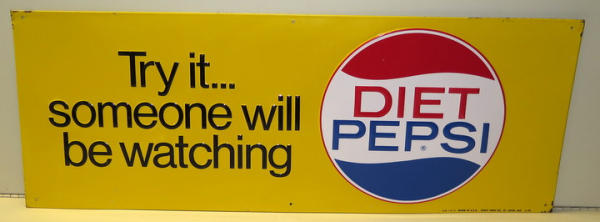 Try it...
someone will
be watching
DIET
PEPSI
®